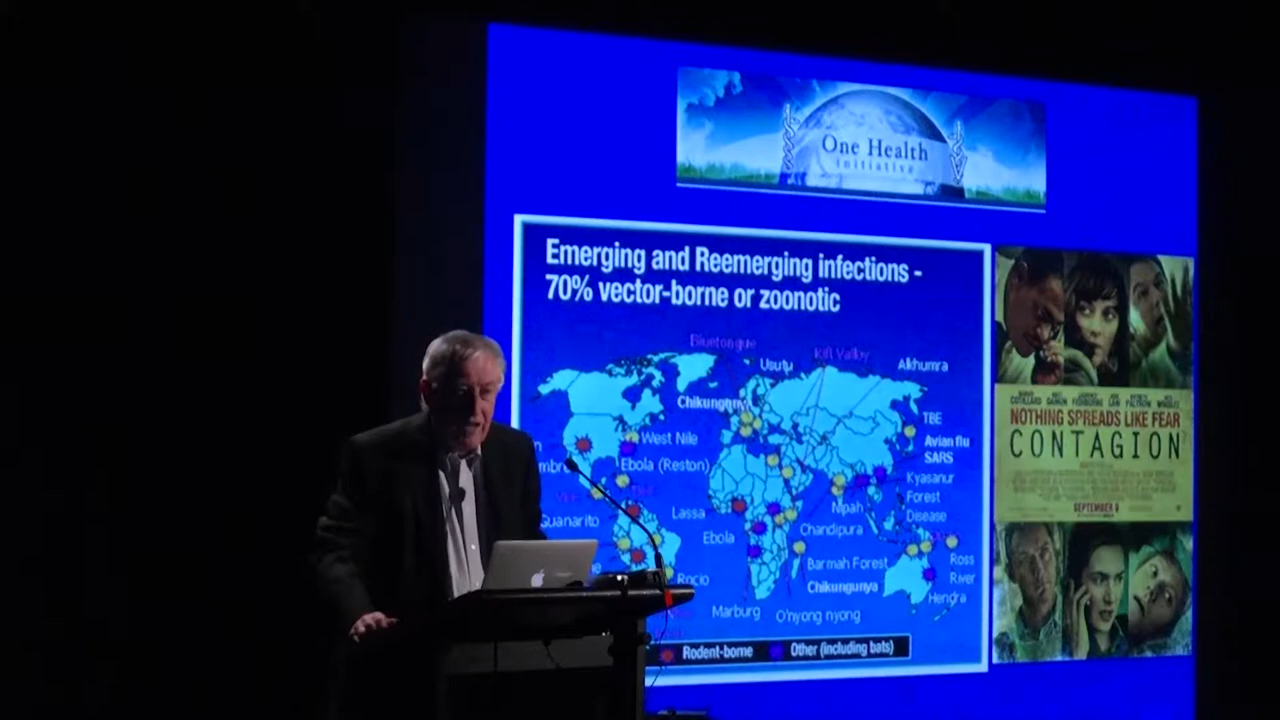 One Health
initiative
Emerging and Reemerging infections -
70% vector-borne or zoonotic
Bluetongue
Rift Valley
Usutu
Alkhumra
Chikungunya
TBE
West Nile
Avian flu
SARS
Ebola (Reston)
Kyasanur
Forest
Disease
Lassa
Nipah
Guanarito
Ebola
Chandipura
Barmah Forest
Ross
River
Rocio
Chikungunya
Hendra
Marburg
O'nyong nyong
Rodent-borne
Other (including bats)
NOTHING SPREADS LIKE FEAR
CONTAGION
SEPTEMBER 9